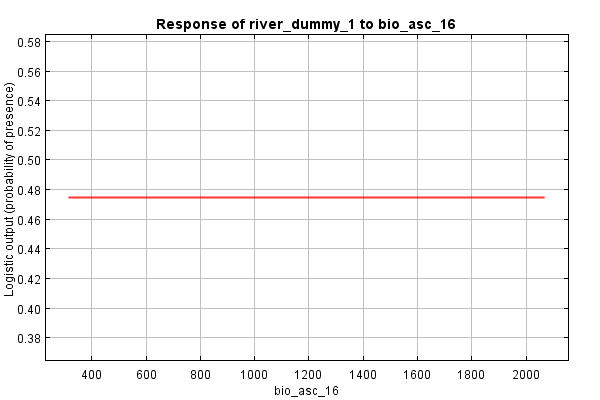 Response of river_dummy_1 to bio_asc_16
Logistic output (probability of presence)
0.58
0.56
0.54
0.52
0.50
0.48
0.46
0.44
0.42
0.40
0.38
400 600 800 1000 1200 1400 1600 1800 2000
bio_asc_16